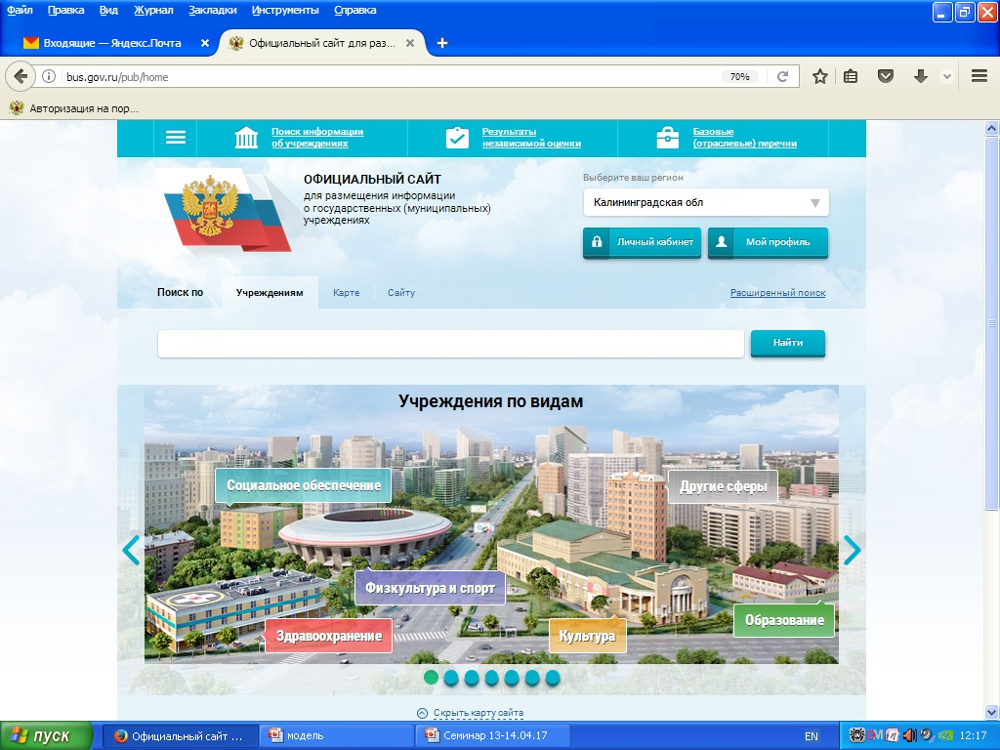 Файл Правка Вид Журнал Закладки Инструменты Справка
Входящие — Яндекс.Почта
Официальный сайт для раз...
bus.gov.ru/pub/home
70%
Авторизация на пор...
Поиск информации
об учреждениях
Результаты
независимой оценки
Базовые
(отраслевые) перечни
ОФИЦИАЛЬНЫЙ САЙТ
для размещения информации
о государственных (муниципальных)
учреждениях
Выберите ваш регион
Калининградская обл
Личный кабинет
Мой профиль
Поиск по
Учреждениям
Карте
Сайту
Расширенный поиск
Найти
Учреждения по видам
Социальное обеспечение
Другие сферы
Физкультура и спорт
Образование
Здравоохранение
Культура
Скрыть карту сайта
пуск
Официальный сайт ...
модель
Семинар 13-14.04.17
EN
12:17